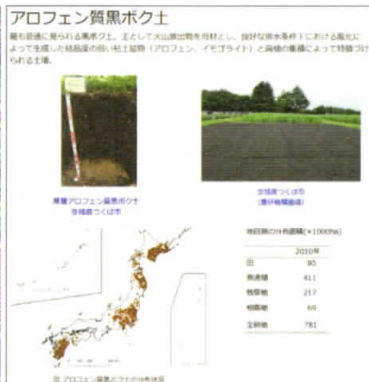 アロフェン質黒ボク土
最も普通に見られる黒ボク土。主として火山放出物を母材とし、良好な排水条件下における風化に
よって生成した結晶度の低い粘土鉱物（アロフェン、イモゴライト）と腐植の集積によって特徴づけ
られる土壌。
厚層アロフェン質黒ボク土
茨城県つくば市
茨城県つくば市
（農研機構圃場）
地目別の分布面積(×1000ha)
2010年
田 85
普通畑 411
牧草地 217
樹園地 69
全耕地 781
図 アロフェン質黒ボク土の分布状況